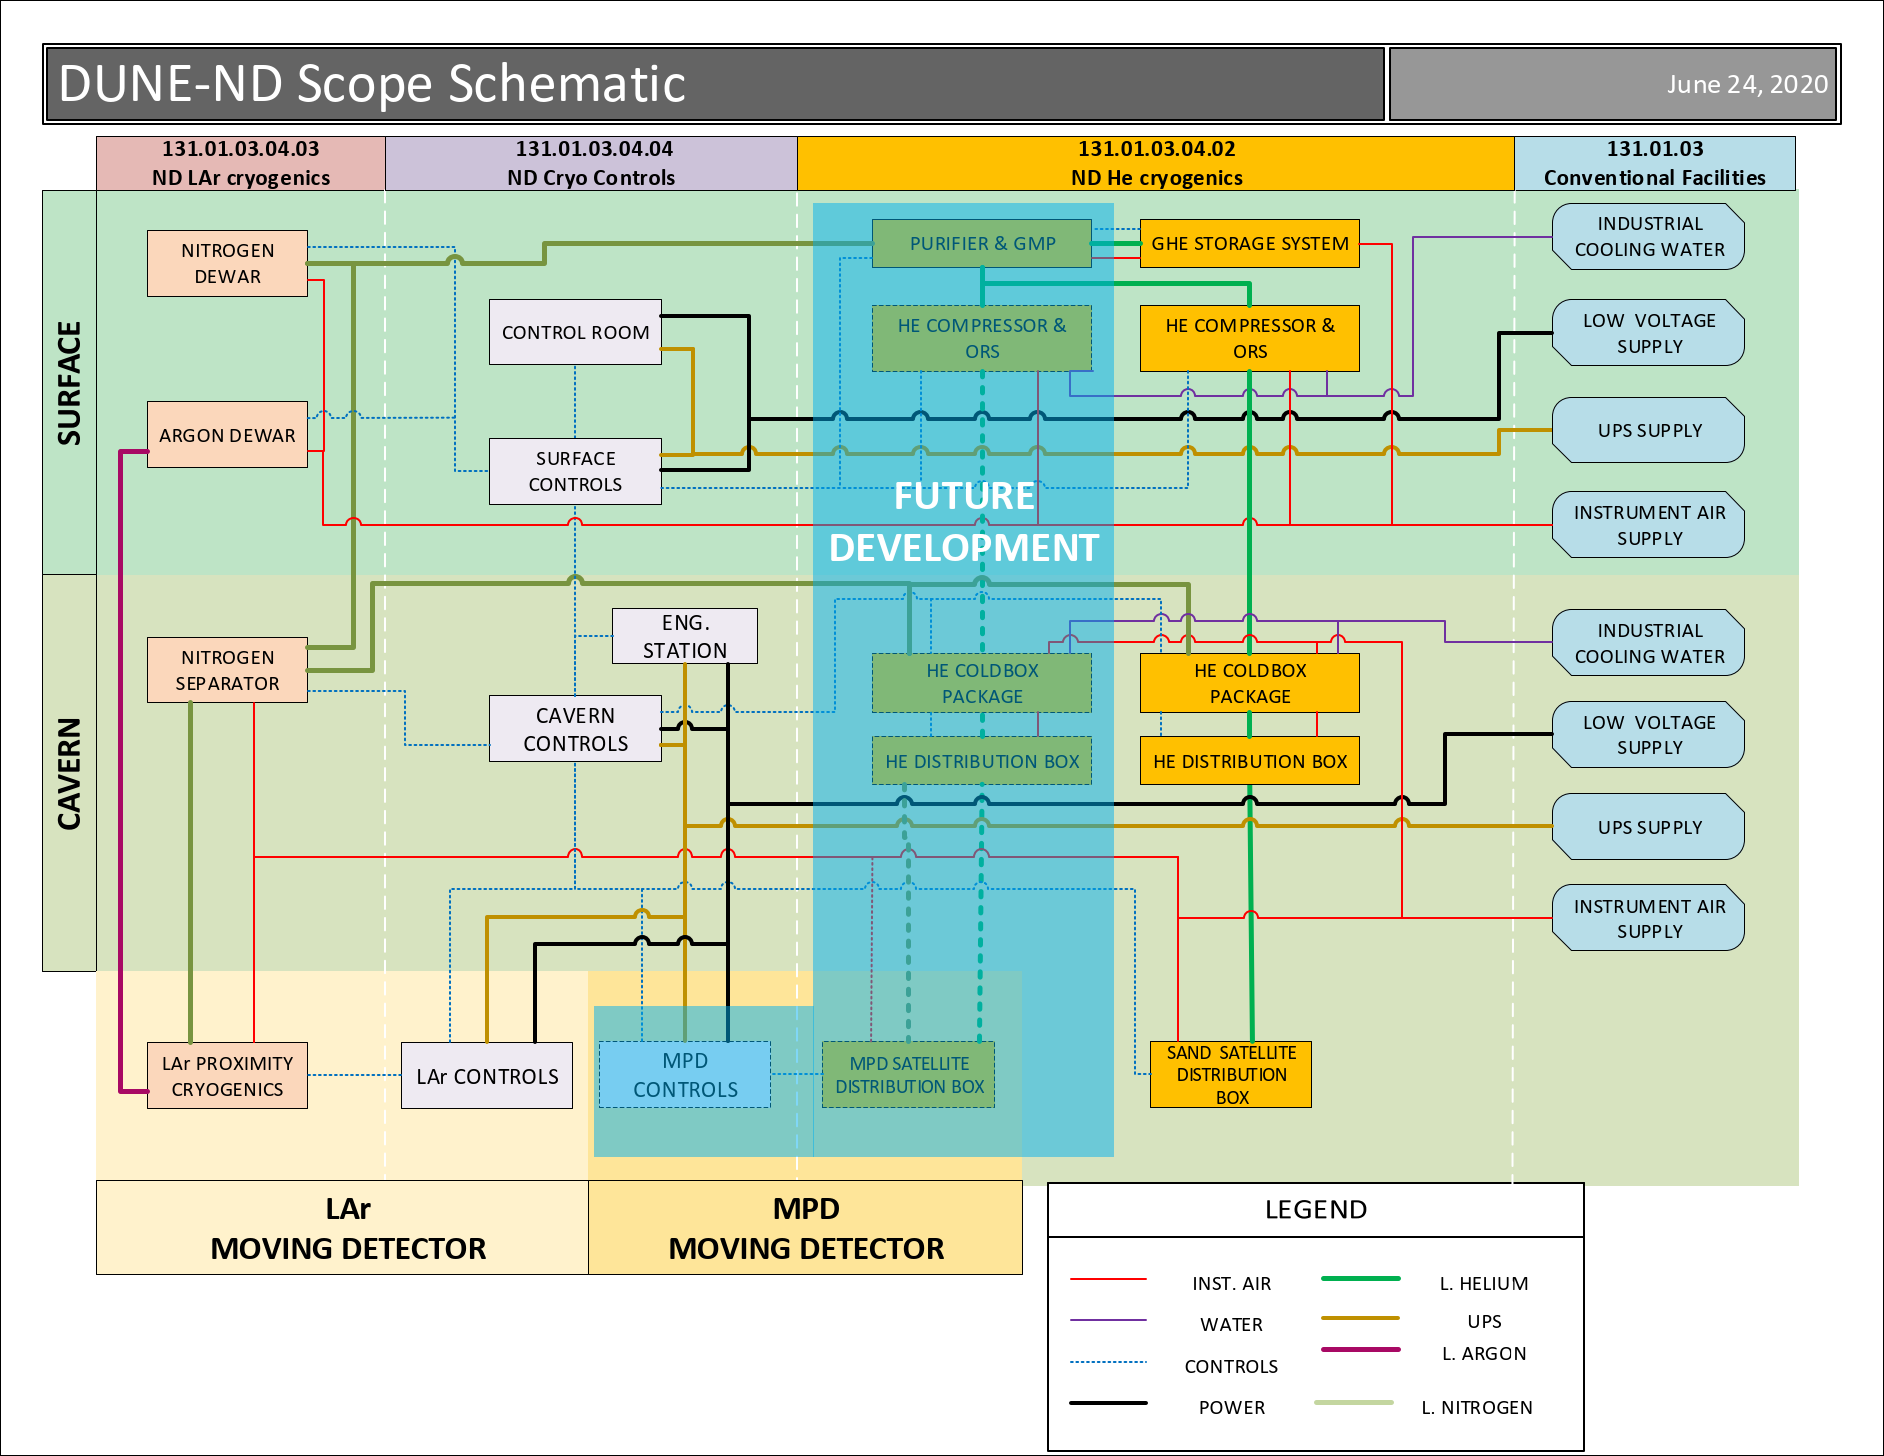 DUNE-ND Scope Schematic
June 24, 2020
131.01.03.04.03
ND LAr cryogenics
131.01.03.04.04
ND Cryo Controls
131.01.03.04.02
ND He cryogenics
131.01.03
Conventional Facilities
SURFACE
NITROGEN
DEWAR
PURIFIER & GMP
GHE STORAGE SYSTEM
INDUSTRIAL
COOLING WATER
CONTROL ROOM
HE COMPRESSOR &
ORS
HE COMPRESSOR &
ORS
LOW VOLTAGE
SUPPLY
ARGON DEWAR
SURFACE
CONTROLS
UPS SUPPLY
FUTURE
DEVELOPMENT
INSTRUMENT AIR
SUPPLY
CAVERN
NITROGEN
SEPARATOR
ENG.
STATION
HE COLDBOX
PACKAGE
HE COLDBOX
PACKAGE
INDUSTRIAL
COOLING WATER
CAVERN
CONTROLS
HE DISTRIBUTION BOX
HE DISTRIBUTION BOX
LOW VOLTAGE
SUPPLY
UPS SUPPLY
INSTRUMENT AIR
SUPPLY
LAr PROXIMITY
CRYOGENICS
LAr CONTROLS
MPD
CONTROLS
MPD SATELLITE
DISTRIBUTION BOX
SAND SATELLITE
DISTRIBUTION
BOX
LAr
MOVING DETECTOR
MPD
MOVING DETECTOR
LEGEND
INST. AIR
L. HELIUM
WATER
UPS
CONTROLS
L. ARGON
POWER
L. NITROGEN